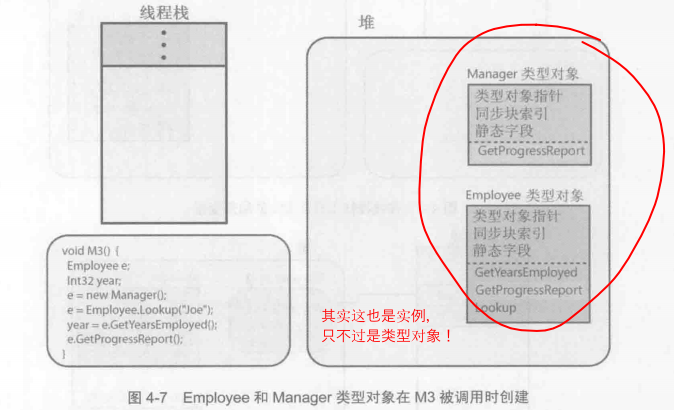 线程栈
堆
Manager 类型对象
类型对象指针
同步块索引
静态字段
GetProgressReport
Employee 类型对象
类型对象指针
同步块索引
静态字段
GetYearsEmployed
GetProgressReport
Lookup
void M3() {
Employee e;
Int32 year;
e = new Manager();
e = Employee.Lookup("Joe");
year = e.GetYearsEmployed();
e.GetProgressReport();
}
其实这也是实例,
只不过是类型对象！
图 4-7 Employee 和 Manager 类型对象在 M3 被调用时创建